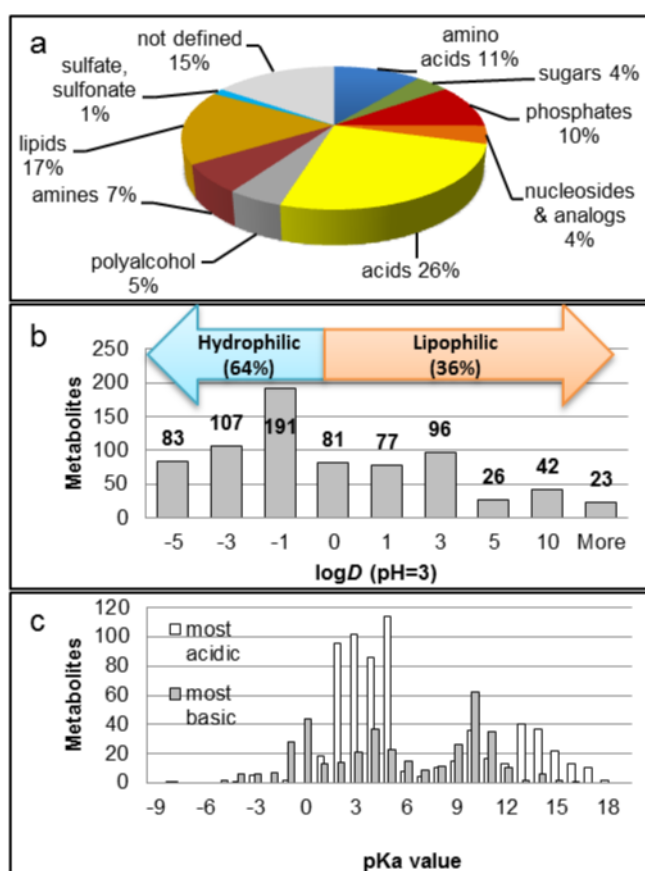 a
not defined
15%
amino
acids 11%
sugars 4%
sulfate,
sulfonate
1%
phosphates
10%
lipids
17%
nucleosides
& analogs
4%
amines 7%
polyalcohol
5%
acids 26%
b
Hydrophilic
(64%)
Lipophilic
(36%)
Metabolites
250
200
150
100
50
0
83 107 191 81 77 96 26 42 23
-5 -3 -1 0 1 3 5 10 More
logD (pH=3)
c
Metabolites
120
100
80
60
40
20
0
most
acidic
most
basic
-9 -6 -3 0 3 6 9 12 15 18
pKa value